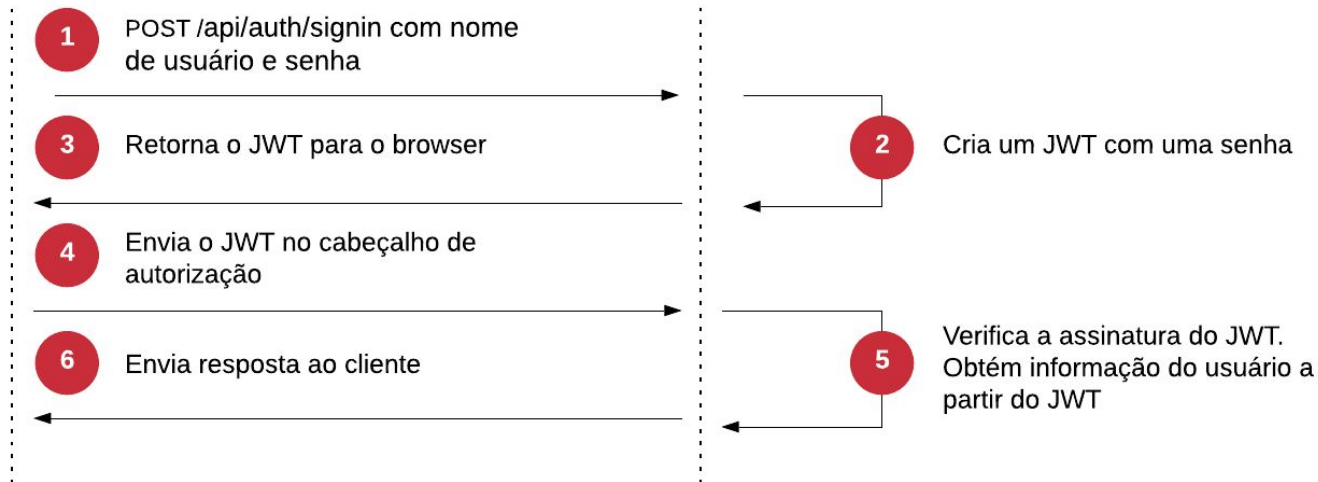 1
POST /api/auth/signin com nome
de usuário e senha
3
Retorna o JWT para o browser
2
Cria um JWT com uma senha
4
Envia o JWT no cabeçalho de
autorização
6
Envia resposta ao cliente
5
Verifica a assinatura do JWT.
Obtém informação do usuário a
partir do JWT